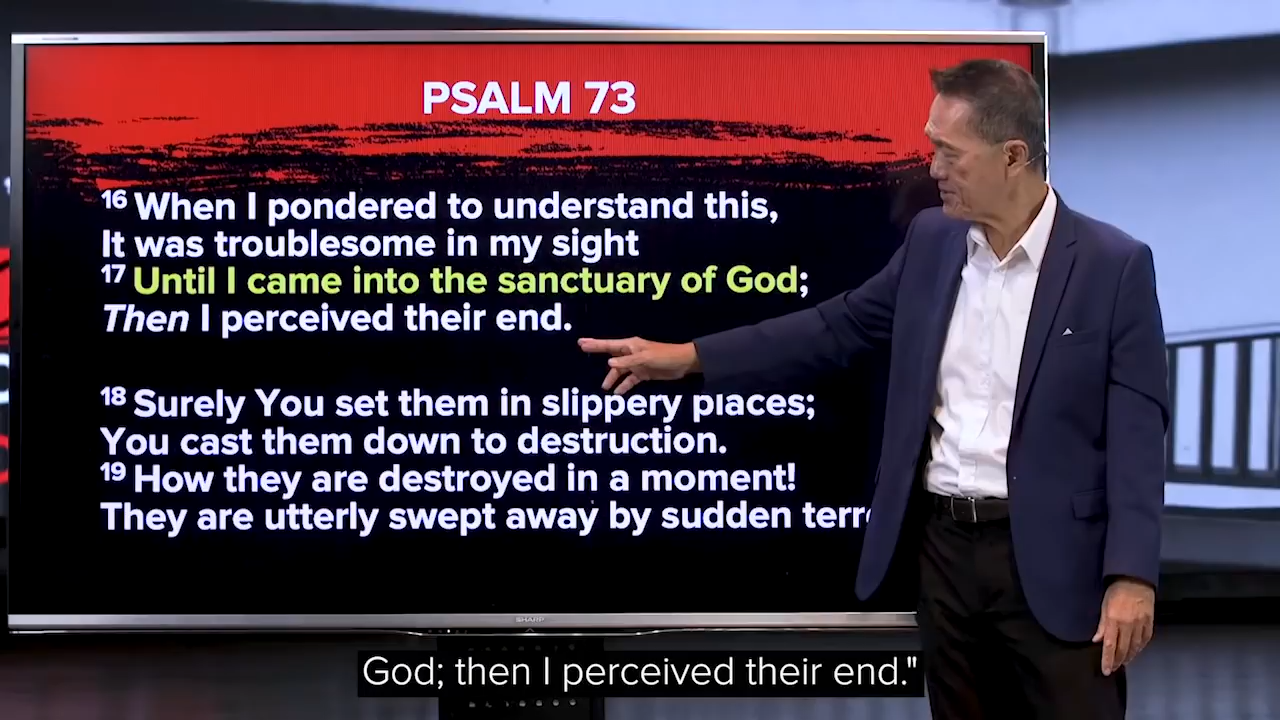 PSALM 73
16 When I pondered to understand this,
It was troublesome in my sight
17 Until I came into the sanctuary of God;
Then I perceived their end.
18 Surely You set them in slippery places;
You cast them down to destruction.
19 How they are destroyed in a moment!
They are utterly swept away by sudden
SHARP
God; then I perceived their end."